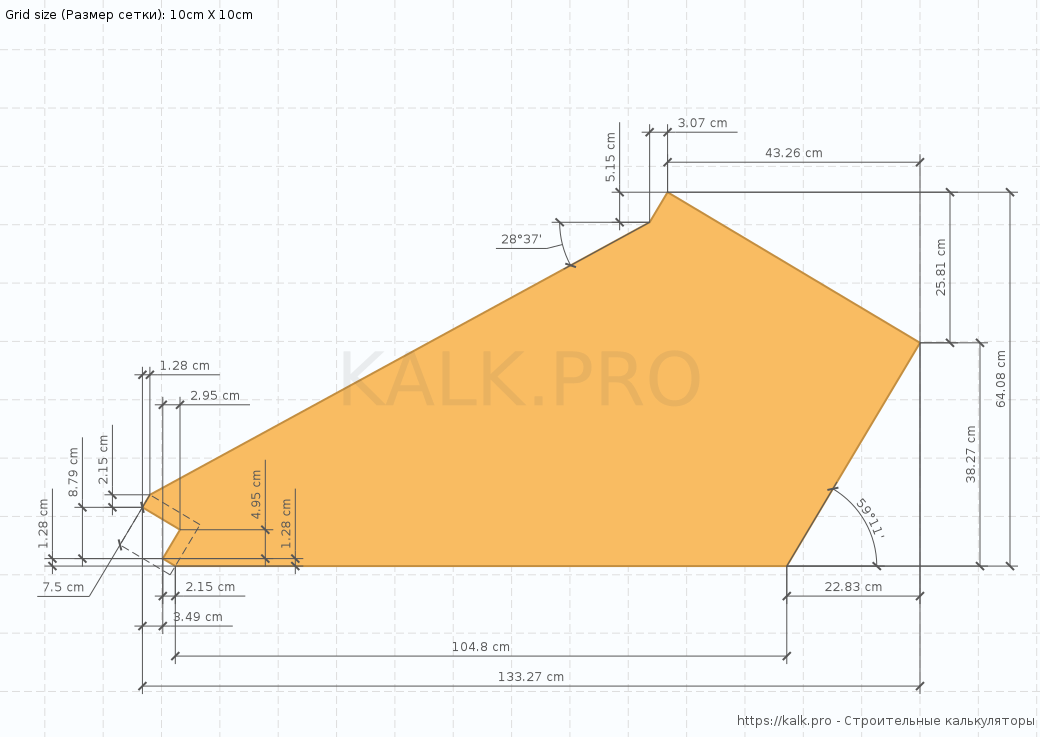 Grid size (Размер сетки): 10cm X 10cm
3.07 cm
5.15 cm
43.26 cm
28°37'
25.81 cm
64.08 cm
KALK.PRO
1.28 cm
2.95 cm
2.15 cm
8.79 cm
4.95 cm
1.28 cm
1.28 cm
38.27 cm
59°11'
7.5 cm
2.15 cm
22.83 cm
3.49 cm
104.8 cm
133.27 cm
https://kalk.pro - Строительные калькуляторы